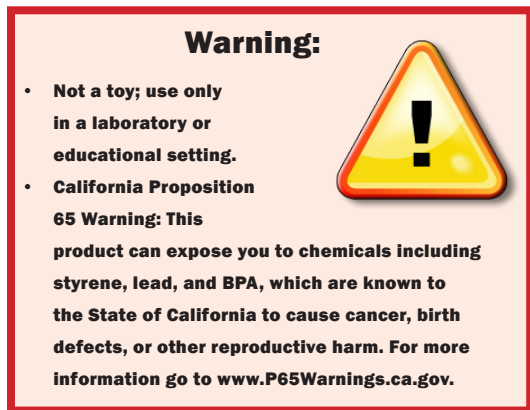 Warning:
• Not a toy; use only
in a laboratory or
educational setting.
• California Proposition
65 Warning: This
product can expose you to chemicals including
styrene, lead, and BPA, which are known to
the State of California to cause cancer, birth
defects, or other reproductive harm. For more
information go to www.P65Warnings.ca.gov.
!